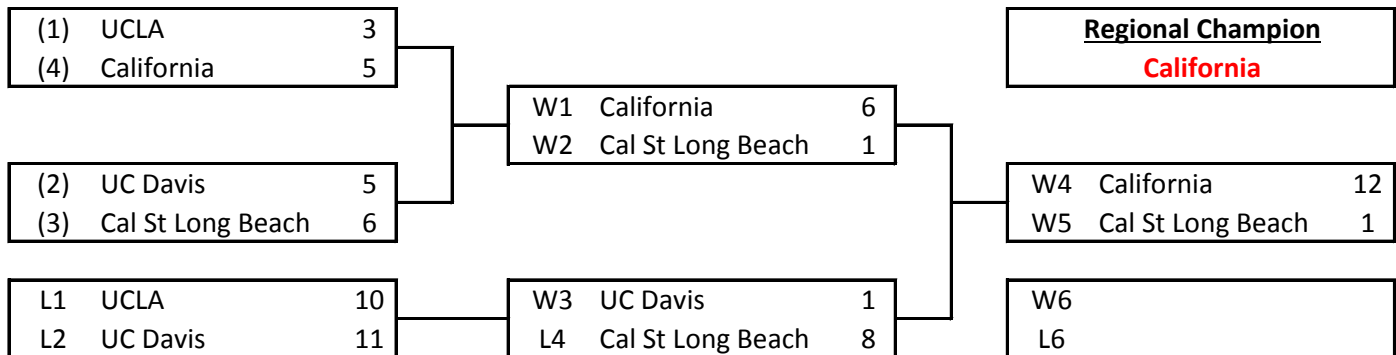 (1) UCLA 3
(4) California 5
Regional Champion
California
W1 California 6
W2 Cal St Long Beach 1
(2) UC Davis 5
(3) Cal St Long Beach 6
W4 California 12
W5 Cal St Long Beach 1
L1 UCLA 10
L2 UC Davis 11
W3 UC Davis 1
L4 Cal St Long Beach 8
W6
L6